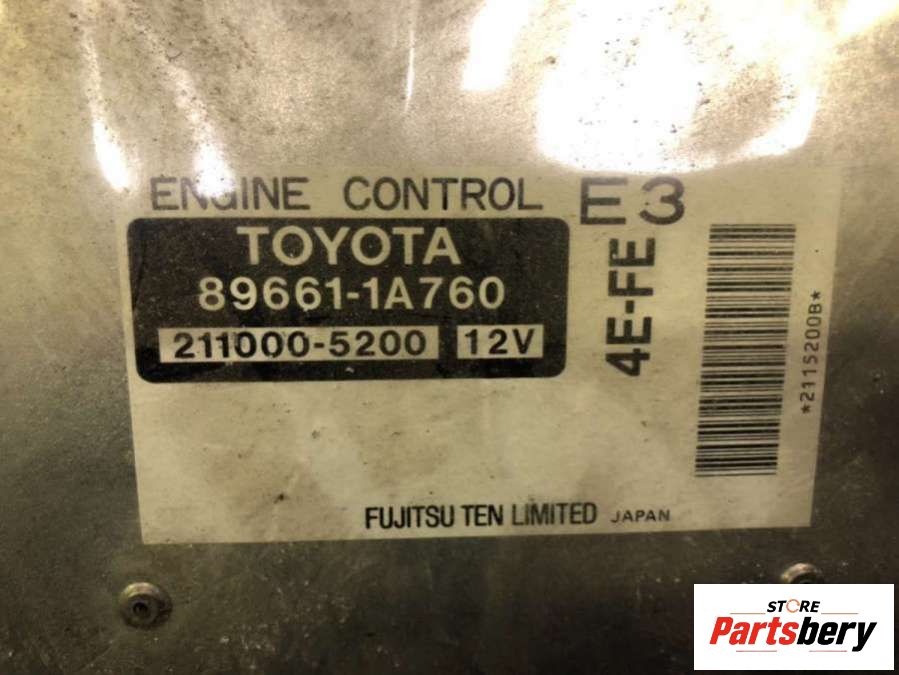 ENGINE CONTROL E3
TOYOTA
89661-1A760
211000-5200 12V
4E-FE
*2115200B*
FUJITSU TEN LIMITED JAPAN
STORE
Partsbery